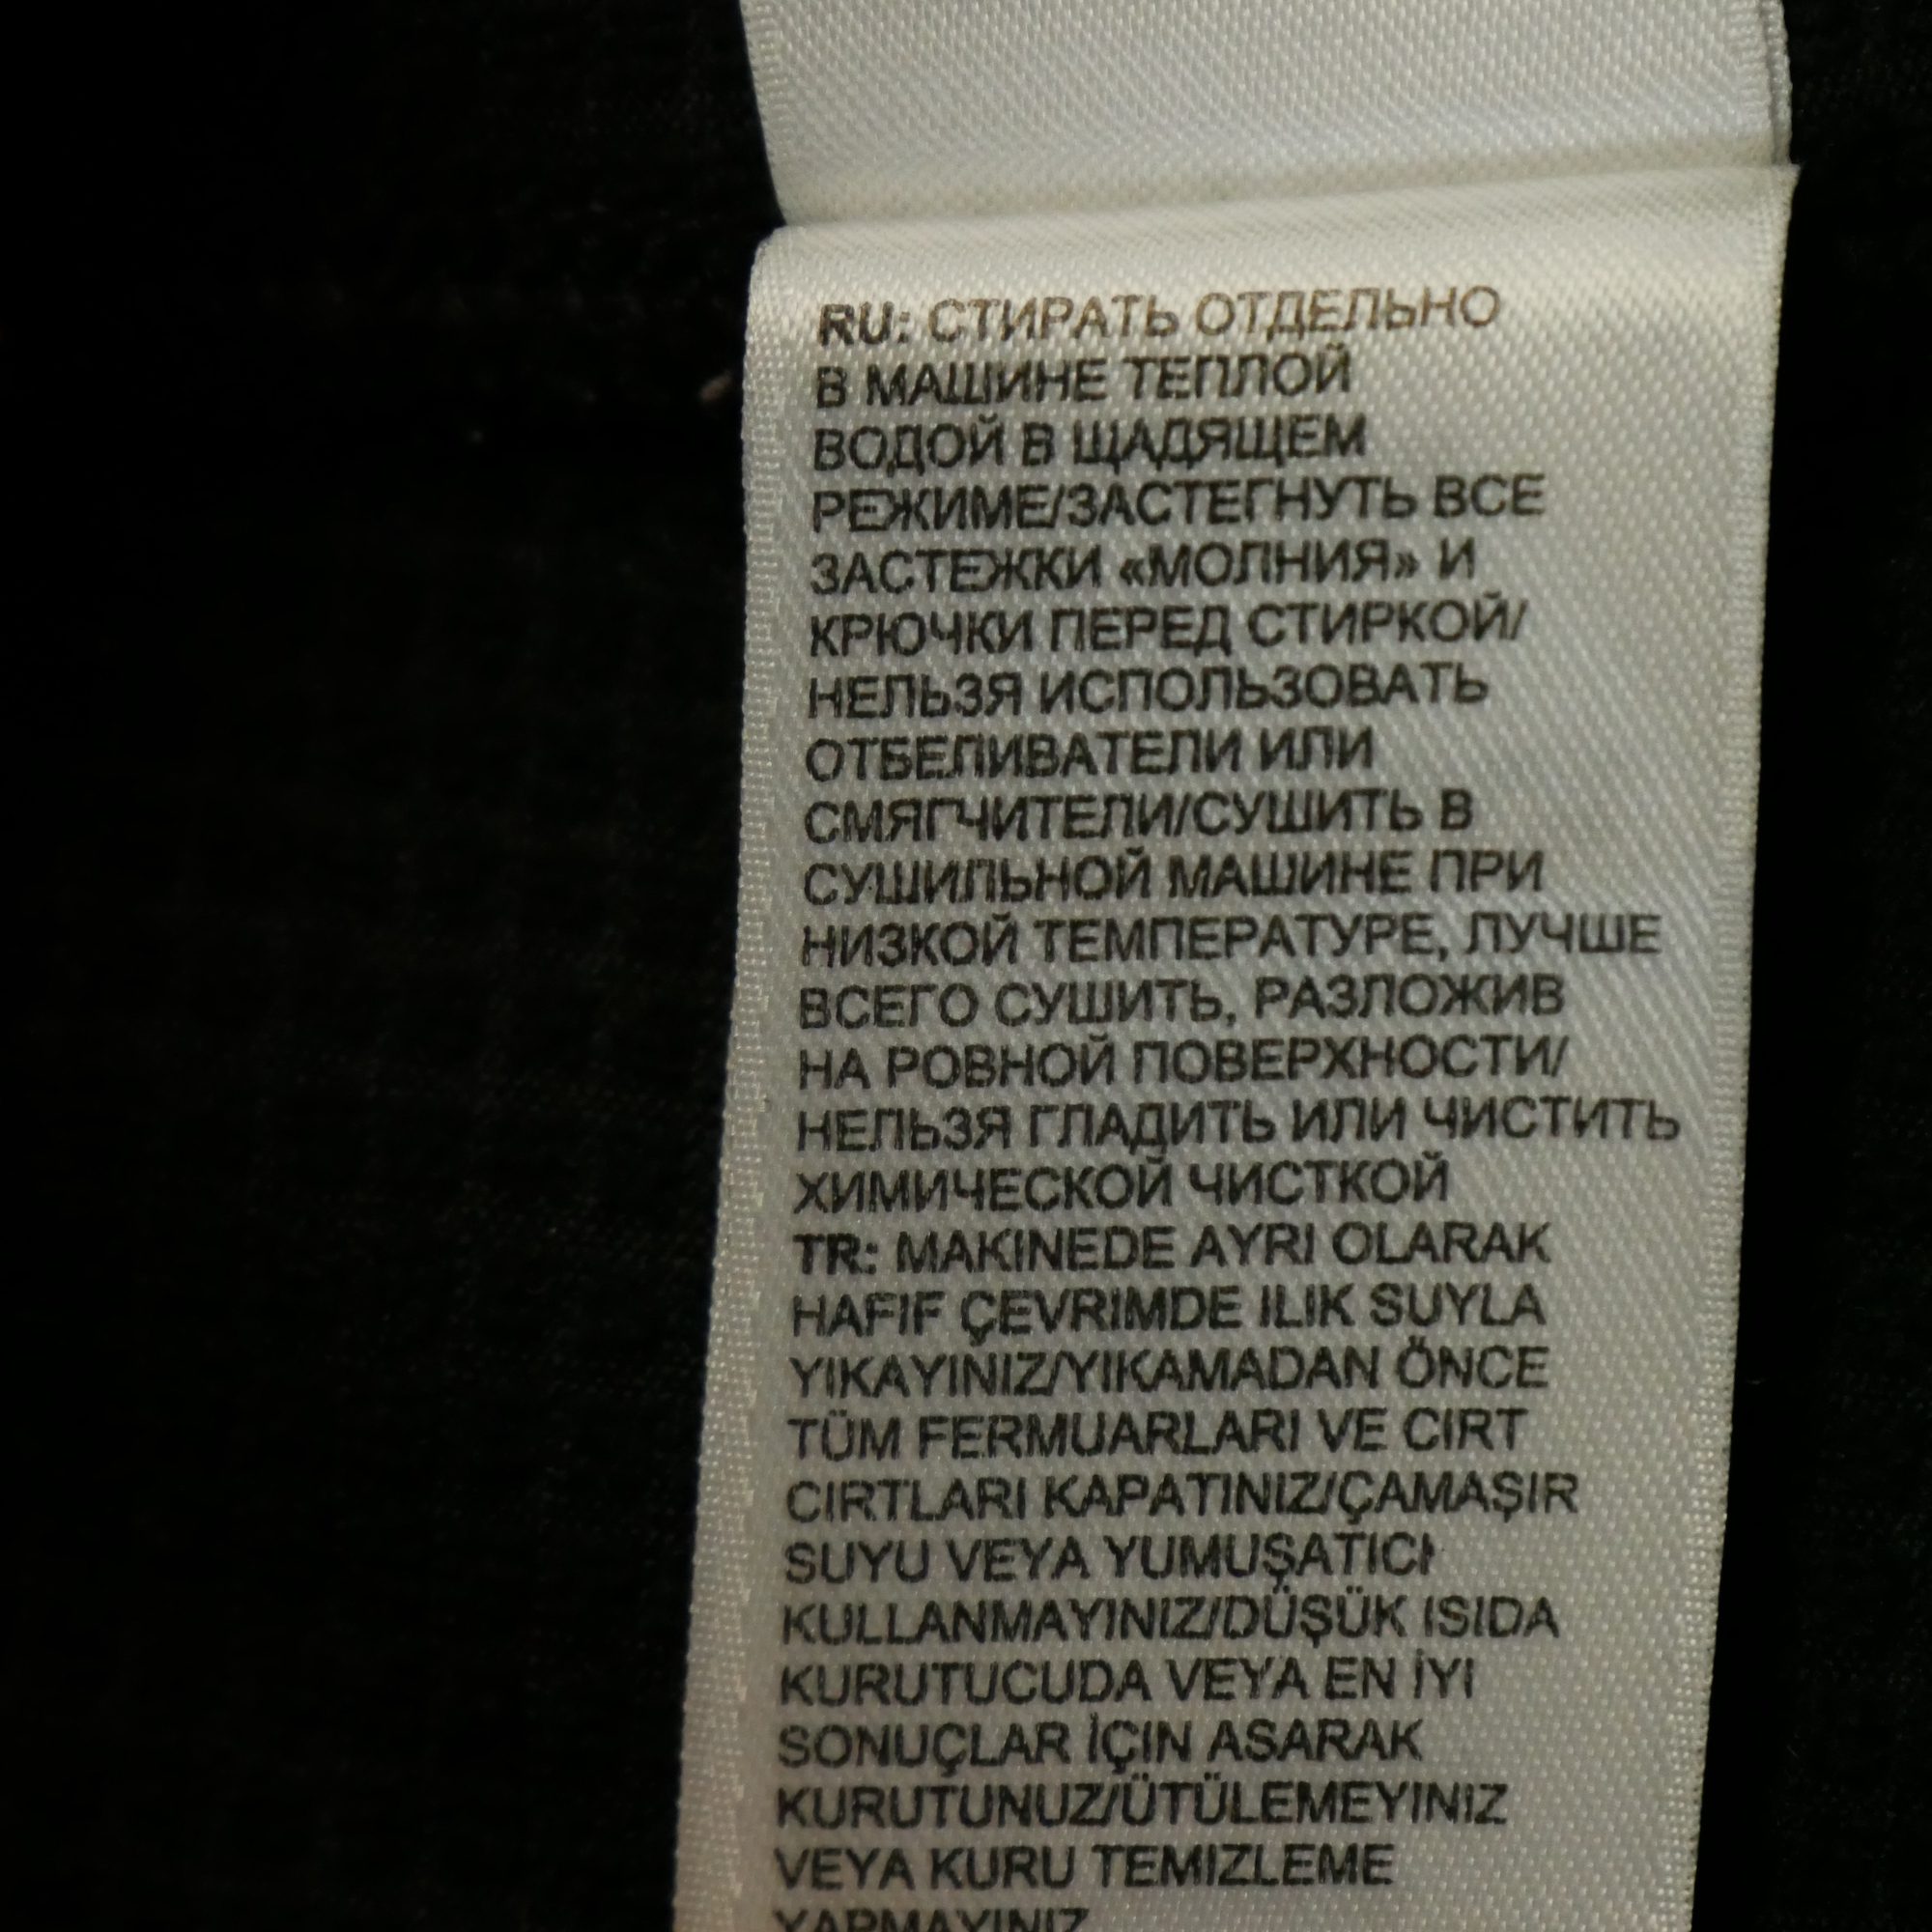 RU: СТИРАТЬ ОТДЕЛЬНО
В МАШИНЕ ТЕПЛОЙ
ВОДОЙ В ЩАДЯЩЕМ
РЕЖИМЕ/ЗАСТЕГНУТЬ ВСЕ
ЗАСТЕЖКИ «МОЛНИЯ» И
КРЮЧКИ ПЕРЕД СТИРКОЙ/
НЕЛЬЗЯ ИСПОЛЬЗОВАТЬ
ОТБЕЛИВАТЕЛИ ИЛИ
СМЯГЧИТЕЛИ/СУШИТЬ В
СУШИЛЬНОЙ МАШИНЕ ПРИ
НИЗКОЙ ТЕМПЕРАТУРЕ, ЛУЧШЕ
ВСЕГО СУШИТЬ, РАЗЛОЖИВ
НА РОВНОЙ ПОВЕРХНОСТИ/
НЕЛЬЗЯ ГЛАДИТЬ ИЛИ ЧИСТИТЬ
ХИМИЧЕСКОЙ ЧИСТКОЙ
TR: MAKINEDE AYRI OLARAK
HAFIF ÇEVRIMDE ILIK SUYLA
YIKAYINIZ/YIKAMADAN ÖNCE
TÜM FERMUARLARI VE CIRT
CIRTLARI KAPATINIZ/ÇAMAŞIR
SUYU VEYA YUMUŞATICI
KULLANMAYINIZ/DÜŞÜK ISIDA
KURUTUCUDA VEYA EN İYI
SONUÇLAR İÇIN ASARAK
KURUTUNUZ/ÜTÜLEMEYINIZ
VEYA KURU TEMIZLEME
YAPMAYINIZ